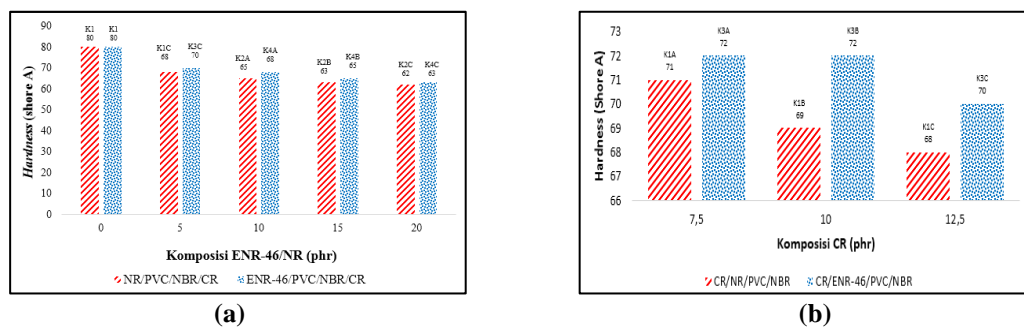 K1 K1
80 80
K1C K3C
68 70
K2A K4A
65 68
K2B K4B
63 65
K2C K4C
62 63
90
80
70
60
50
40
30
20
10
0
Hardness (shore A)
0 5 10 15 20
Komposisi ENR-46/NR (phr)
NR/PVC/NBR/CR ENR-46/PVC/NBR/CR
(a)
K1A K3A
71 72
K1B K3B
69 72
K1C K3C
68 70
73
72
71
70
69
68
67
66
Hardness (Shore A)
7,5 10 12,5
Komposisi CR (phr)
CR/NR/PVC/NBR CR/ENR-46/PVC/NBR
(b)